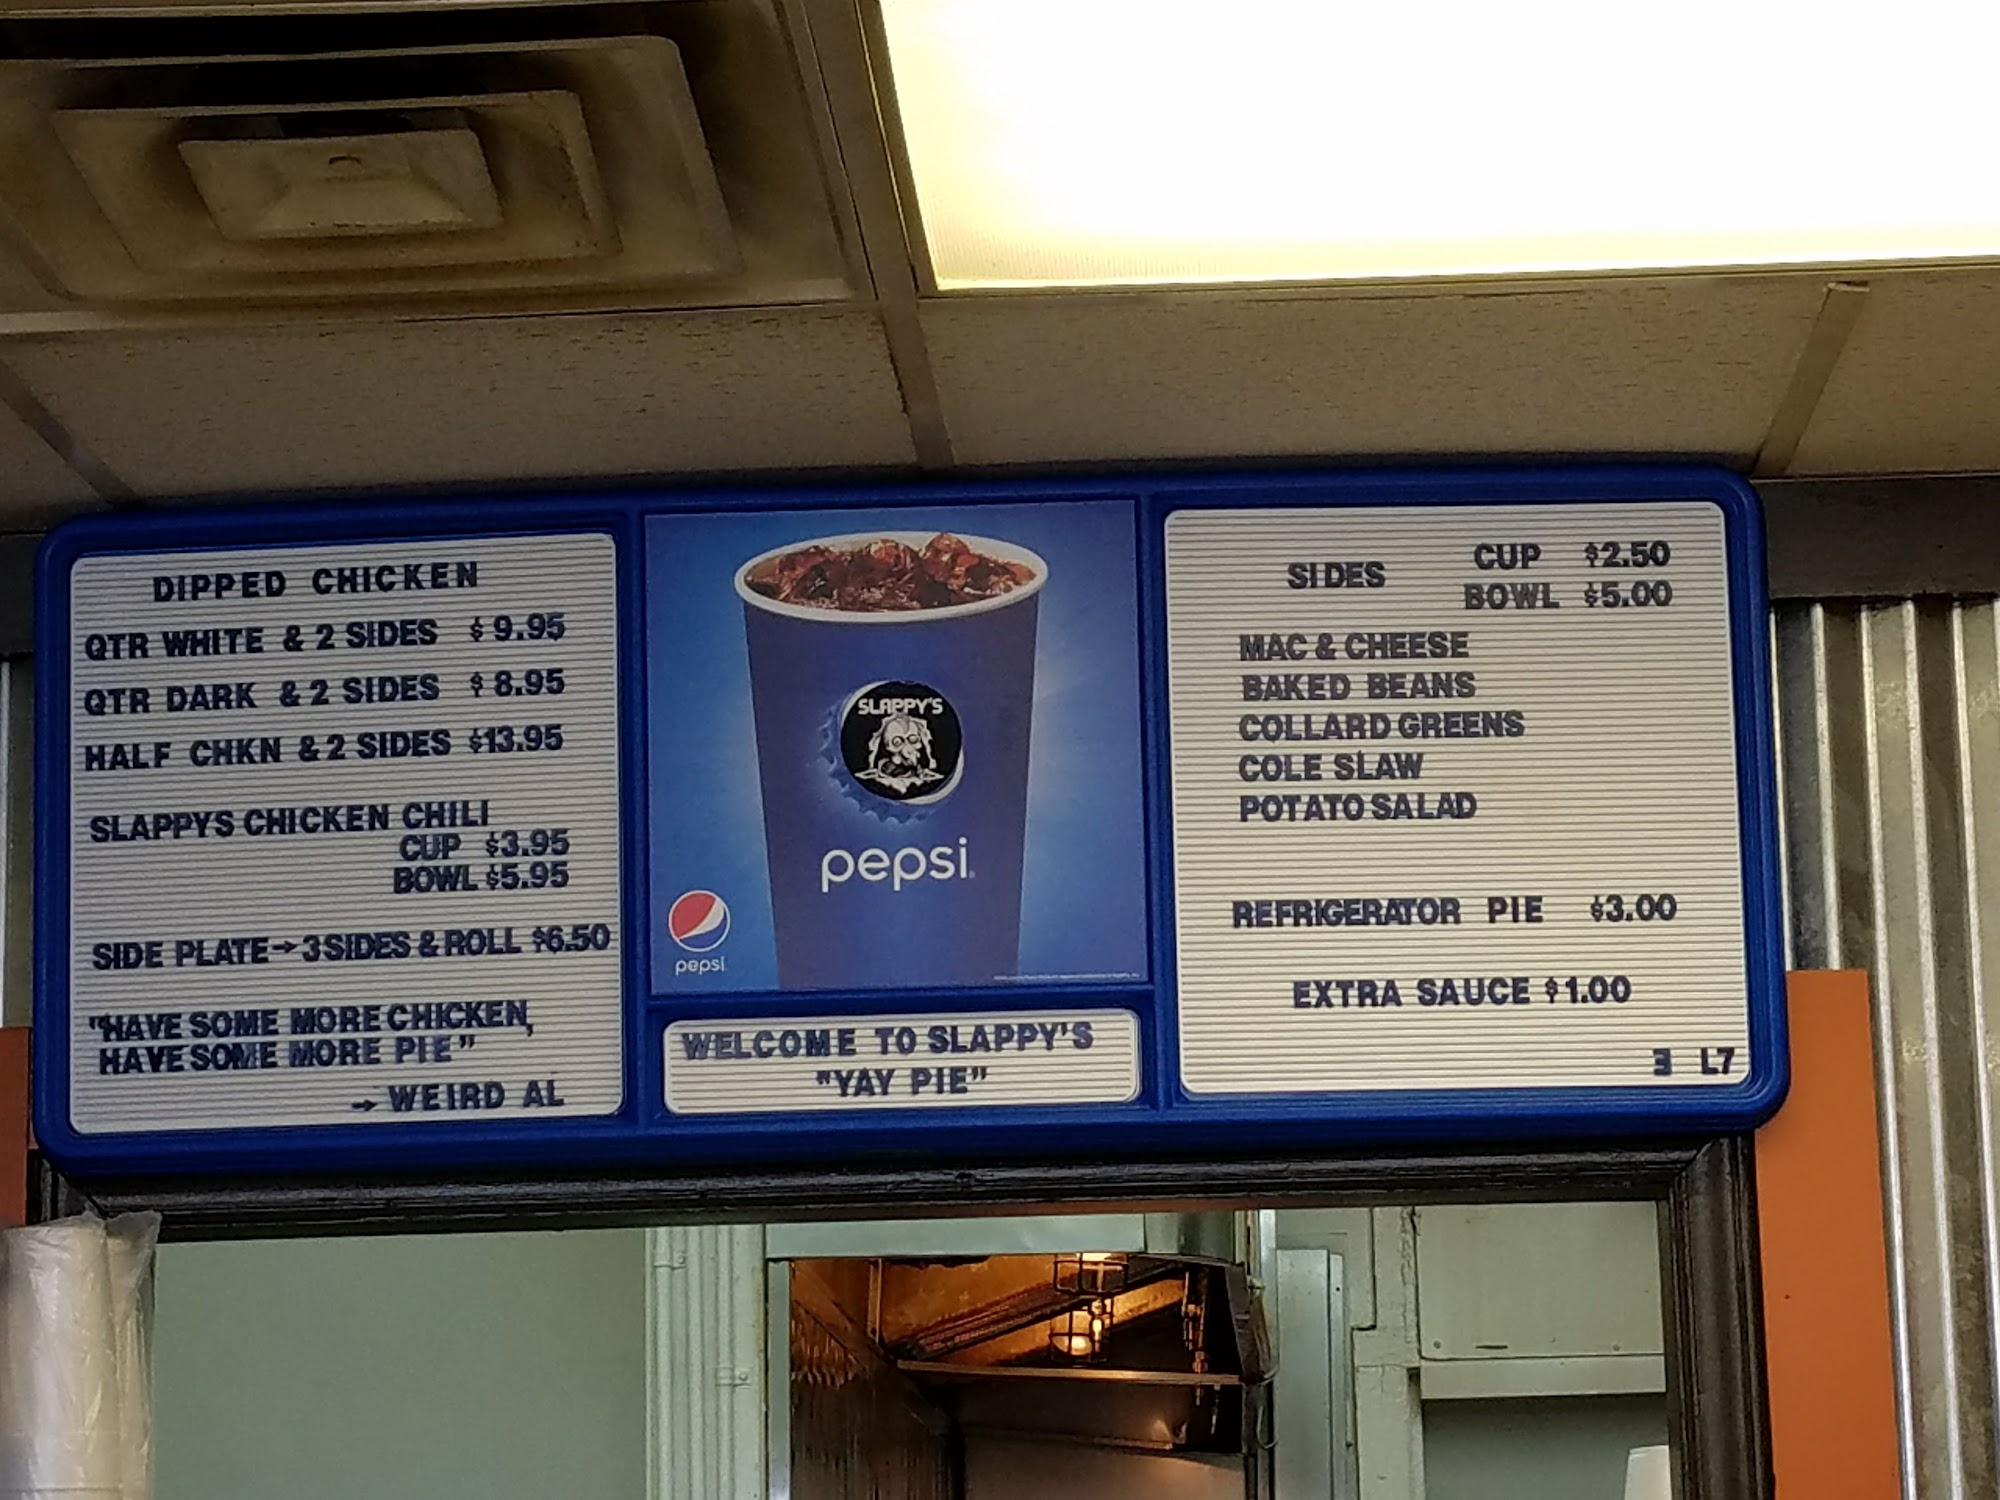 DIPPED CHICKEN
QTR WHITE & 2 SIDES $9.95
QTR DARK & 2 SIDES $8.95
HALF CHKN & 2 SIDES $13.95
SLAPPYS CHICKEN CHILI
CUP $3.95
BOWL $5.95
SIDE PLATE→3 SIDES & ROLL $6.50
"HAVE SOME MORE CHICKEN,
HAVE SOME MORE PIE"
→ WEIRD AL
SLAPPY'S
pepsi
pepsi
WELCOME TO SLAPPY'S
"YAY PIE"
SIDES
CUP $2.50
BOWL $5.00
MAC & CHEESE
BAKED BEANS
COLLARD GREENS
COLE SLAW
POTATO SALAD
REFRIGERATOR PIE $3.00
EXTRA SAUCE $1.00
3 L7